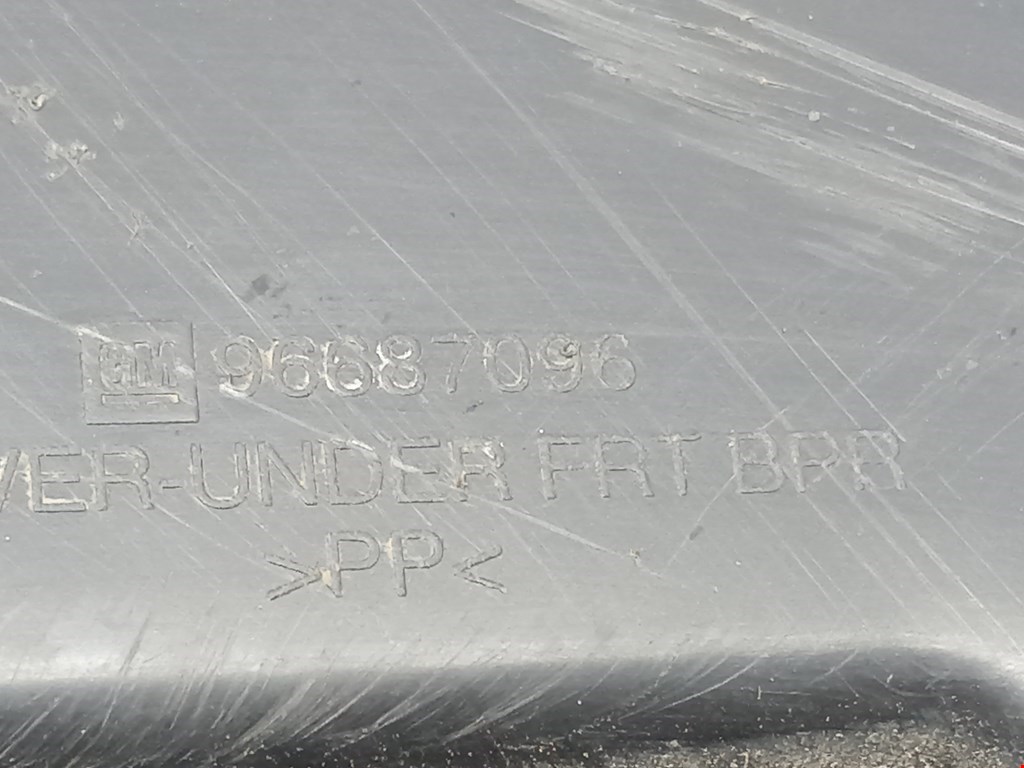 GM 96687096
VER-UNDER FRT BPR
>PP<